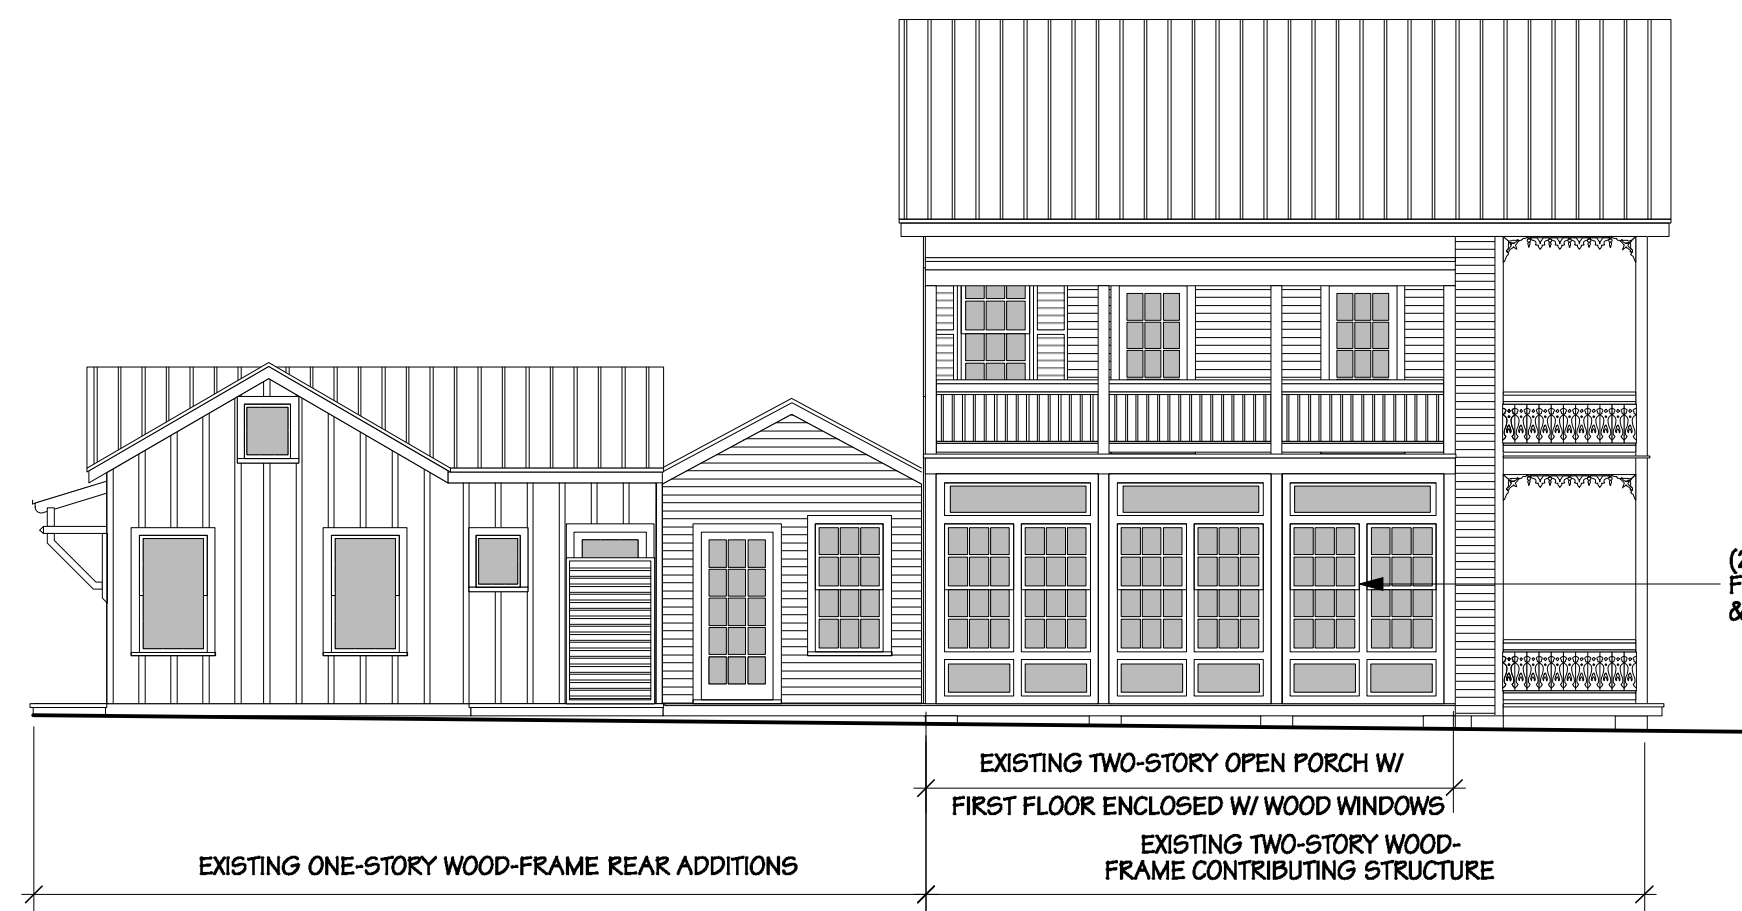 (2
F
&
EXISTING TWO-STORY OPEN PORCH W/
FIRST FLOOR ENCLOSED W/ WOOD WINDOWS
EXISTING TWO-STORY WOOD-
FRAME CONTRIBUTING STRUCTURE
EXISTING ONE-STORY WOOD-FRAME REAR ADDITIONS